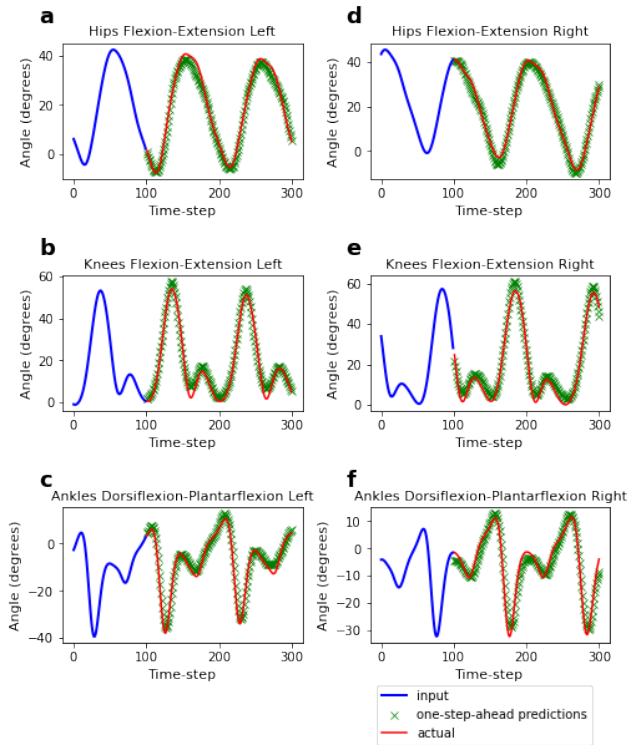 a
Hips Flexion-Extension Left
40
20
0
Angle (degrees)
0 100 200 300
Time-step
d
Hips Flexion-Extension Right
40
20
0
Angle (degrees)
0 100 200 300
Time-step
b
Knees Flexion-Extension Left
60
40
20
0
Angle (degrees)
0 100 200 300
Time-step
e
Knees Flexion-Extension Right
60
40
20
0
Angle (degrees)
0 100 200 300
Time-step
c
Ankles Dorsiflexion-Plantarflexion Left
0
−20
−40
Angle (degrees)
0 100 200 300
Time-step
f
Ankles Dorsiflexion-Plantarflexion Right
10
0
−10
−20
−30
Angle (degrees)
0 100 200 300
Time-step
input
one-step-ahead predictions
actual